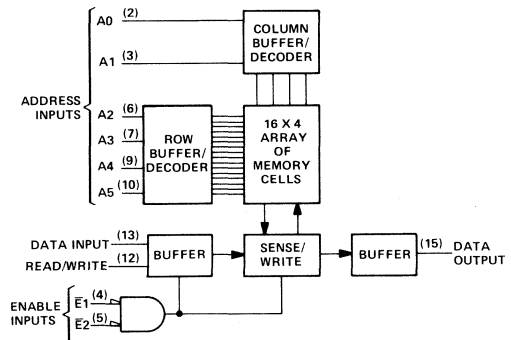 A0 (2)
A1 (3)
COLUMN
BUFFER/
DECODER
ADDRESS
INPUTS
A2 (6)
A3 (7)
A4 (9)
A5 (10)
ROW
BUFFER/
DECODER
16 X 4
ARRAY
OF
MEMORY
CELLS
DATA INPUT (13)
READ/WRITE (12)
BUFFER
SENSE/
WRITE
BUFFER
(15) DATA
OUTPUT
ENABLE
INPUTS
E̅1 (4)
E̅2 (5)